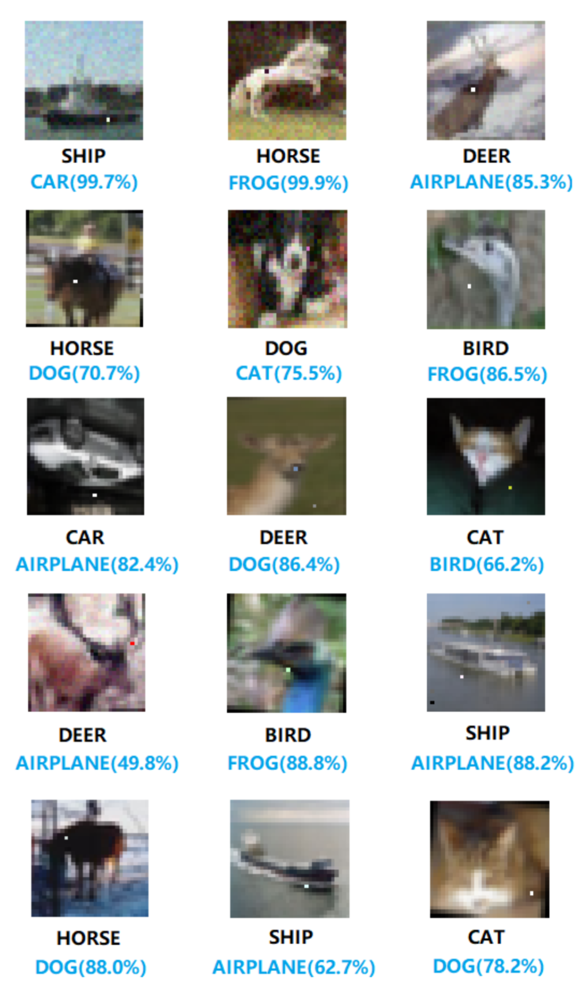 SHIP
CAR(99.7%)
HORSE
FROG(99.9%)
DEER
AIRPLANE(85.3%)
HORSE
DOG(70.7%)
DOG
CAT(75.5%)
BIRD
FROG(86.5%)
CAR
AIRPLANE(82.4%)
DEER
DOG(86.4%)
CAT
BIRD(66.2%)
DEER
AIRPLANE(49.8%)
BIRD
FROG(88.8%)
SHIP
AIRPLANE(88.2%)
HORSE
DOG(88.0%)
SHIP
AIRPLANE(62.7%)
CAT
DOG(78.2%)